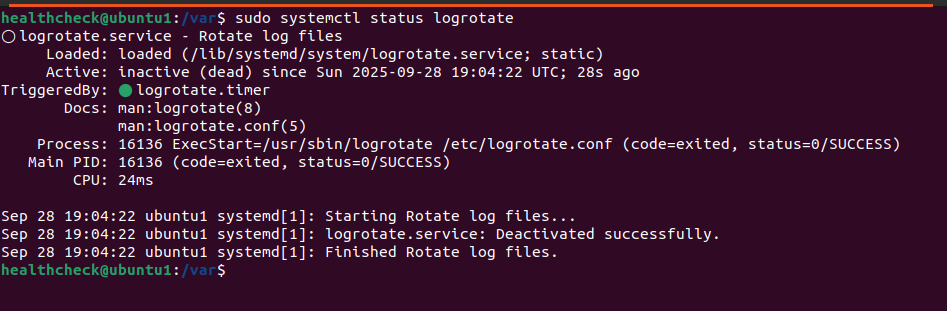 healthcheck@ubuntu1:/var$ sudo systemctl status logrotate
○ logrotate.service - Rotate log files
     Loaded: loaded (/lib/systemd/system/logrotate.service; static)
     Active: inactive (dead) since Sun 2025-09-28 19:04:22 UTC; 28s ago
TriggeredBy: ● logrotate.timer
       Docs: man:logrotate(8)
             man:logrotate.conf(5)
    Process: 16136 ExecStart=/usr/sbin/logrotate /etc/logrotate.conf (code=exited, status=0/SUCCESS)
   Main PID: 16136 (code=exited, status=0/SUCCESS)
        CPU: 24ms

Sep 28 19:04:22 ubuntu1 systemd[1]: Starting Rotate log files...
Sep 28 19:04:22 ubuntu1 systemd[1]: logrotate.service: Deactivated successfully.
Sep 28 19:04:22 ubuntu1 systemd[1]: Finished Rotate log files.
healthcheck@ubuntu1:/var$